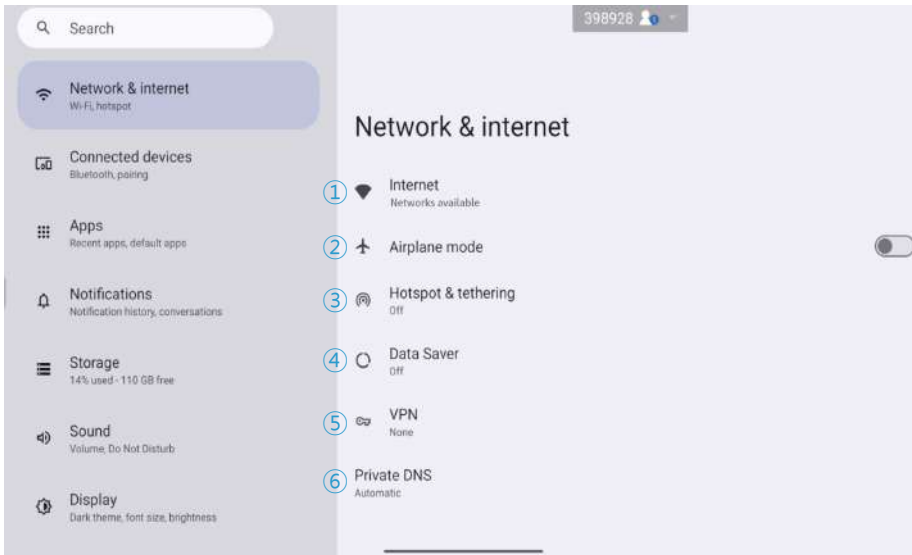 398928
Search
Network & internet
Wi-Fi, hotspot
Connected devices
Bluetooth, pairing
Apps
Recent apps, default apps
Notifications
Notification history, conversations
Storage
14% used - 110 GB free
Sound
Volume, Do Not Disturb
Display
Dark theme, font size, brightness
Network & internet
① Internet
Networks available
② Airplane mode
③ Hotspot & tethering
Off
④ Data Saver
Off
⑤ VPN
None
⑥ Private DNS
Automatic